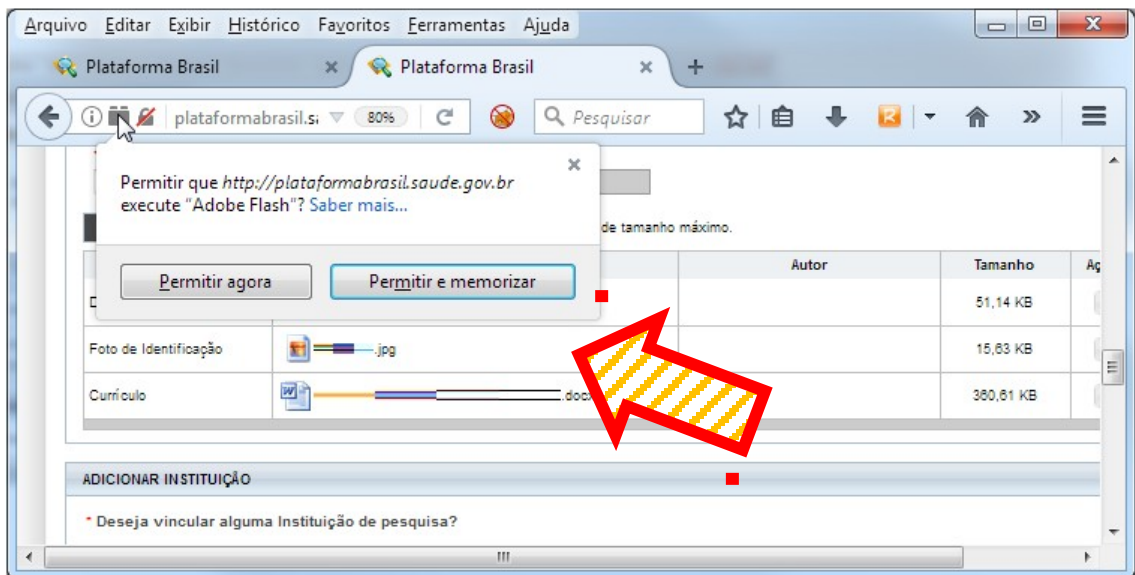 Arquivo Editar Exibir Histórico Favoritos Ferramentas Ajuda
Plataforma Brasil
Plataforma Brasil
plataformabrasil.s
80%
Pesquisar
Permitir que http://plataformabrasil.saude.gov.br
execute "Adobe Flash"? Saber mais...
Permitir agora
Permitir e memorizar
de tamanho máximo.
Autor
Tamanho
Aç
51,14 KB
Foto de Identificação
.jpg
15,63 KB
Currículo
.docx
360,61 KB
ADICIONAR INSTITUIÇÃO
* Deseja vincular alguma Instituição de pesquisa?